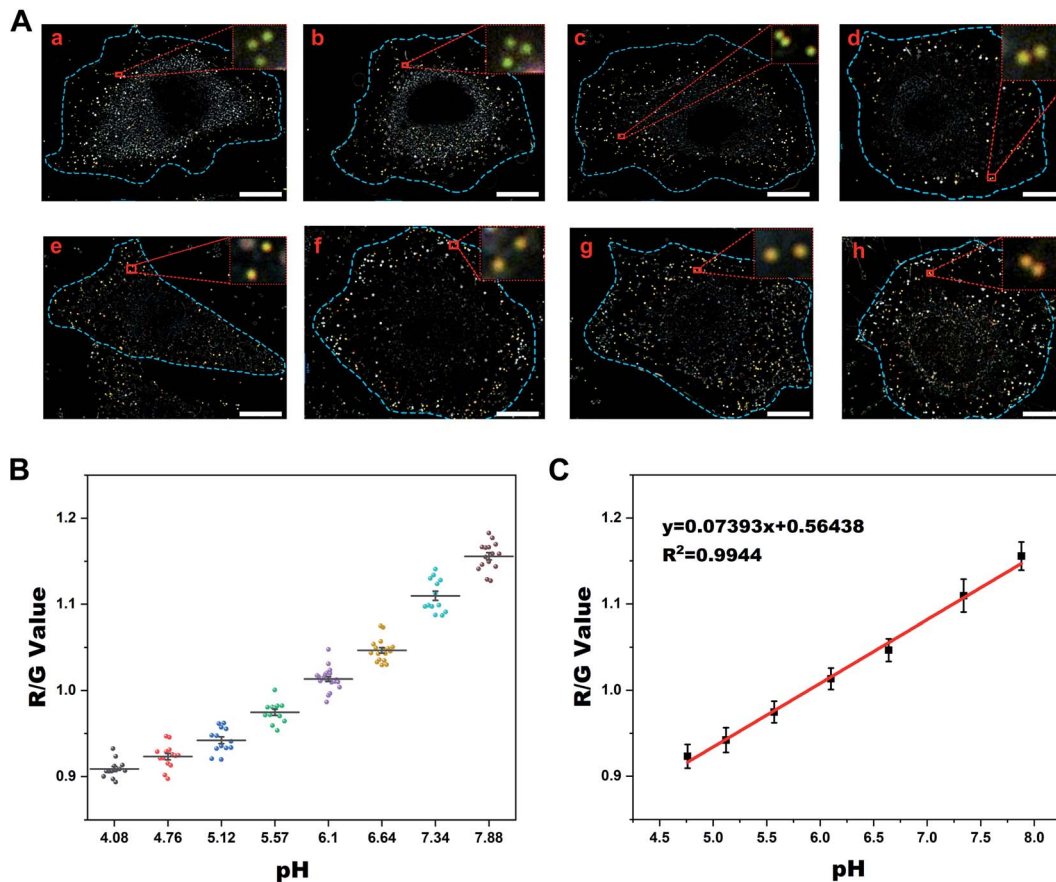 A
a b c d
e f g h
B
R/G Value
1.2
1.1
1.0
0.9
4.08 4.76 5.12 5.57 6.1 6.64 7.34 7.88
pH
C
y=0.07393x+0.56438
R²=0.9944
R/G Value
1.2
1.1
1.0
0.9
4.5 5.0 5.5 6.0 6.5 7.0 7.5 8.0
pH